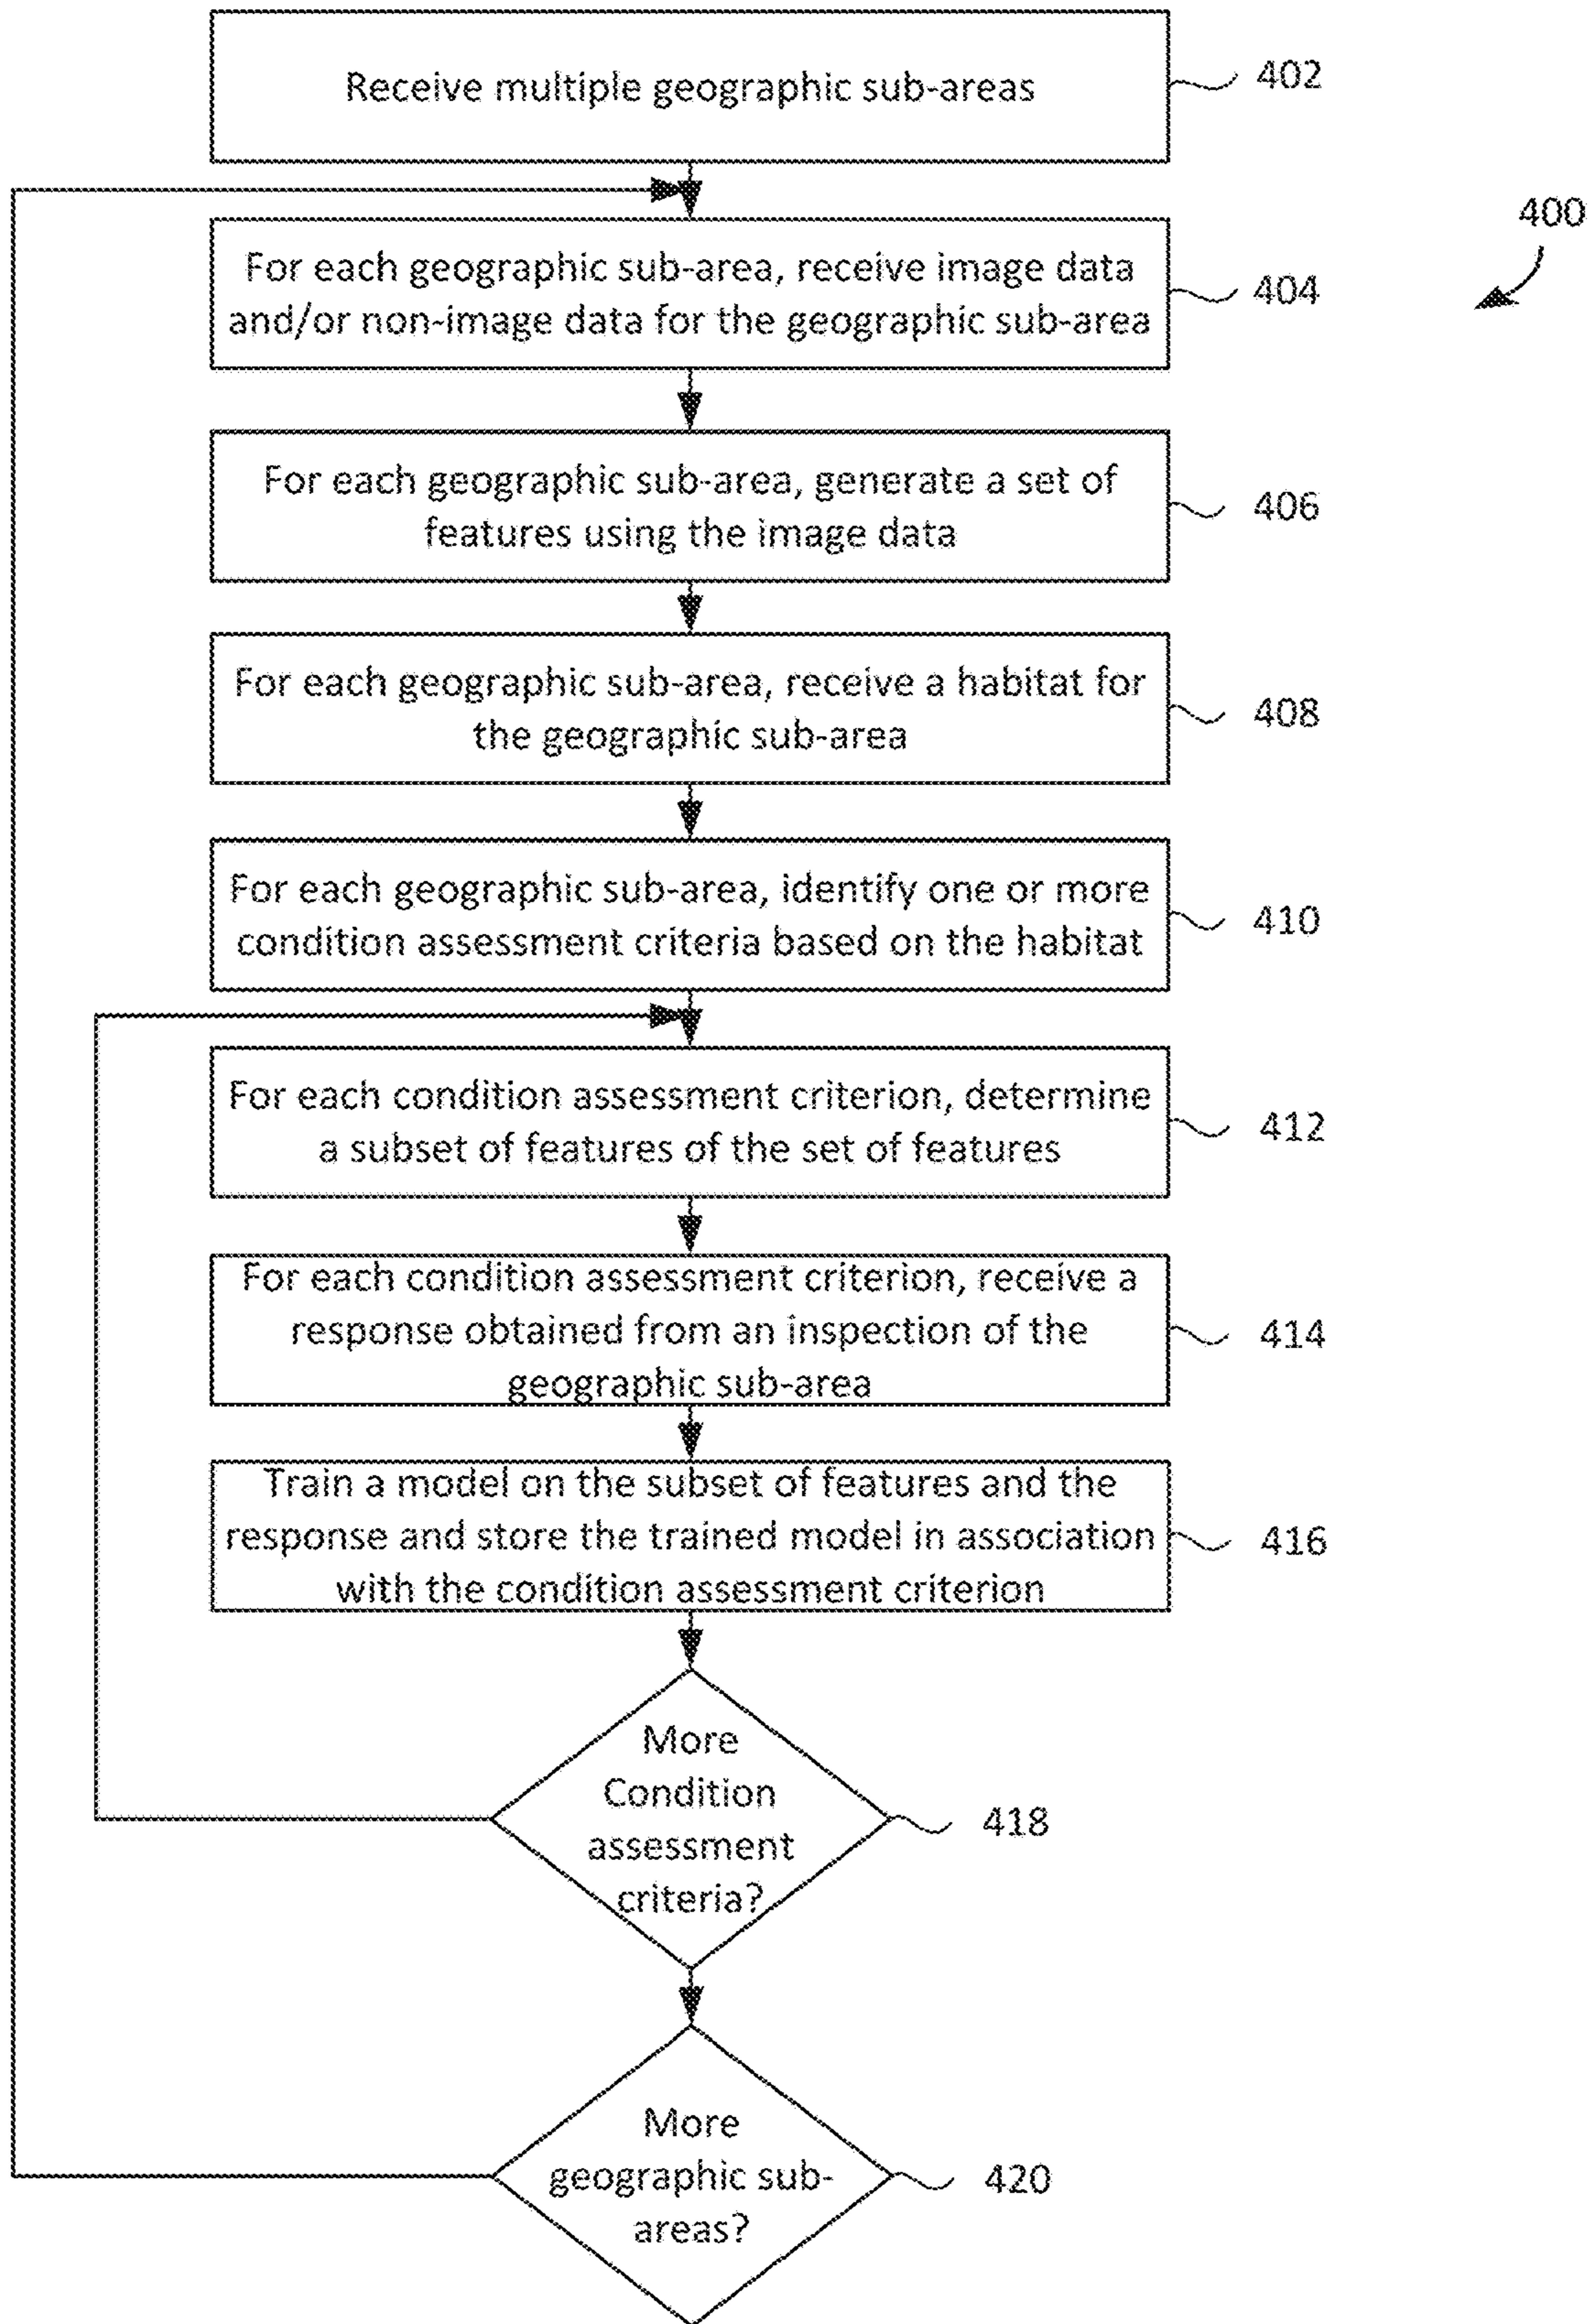 Receive multiple geographic sub-areas
402
400
For each geographic sub-area, receive image data
and/or non-image data for the geographic sub-area
404
For each geographic sub-area, generate a set of
features using the image data
406
For each geographic sub-area, receive a habitat for
the geographic sub-area
408
For each geographic sub-area, identify one or more
condition assessment criteria based on the habitat
410
For each condition assessment criterion, determine
a subset of features of the set of features
412
For each condition assessment criterion, receive a
response obtained from an inspection of the
geographic sub-area
414
Train a model on the subset of features and the
response and store the trained model in association
with the condition assessment criterion
416
More
Condition
assessment
criteria?
418
More
geographic sub-
areas?
420